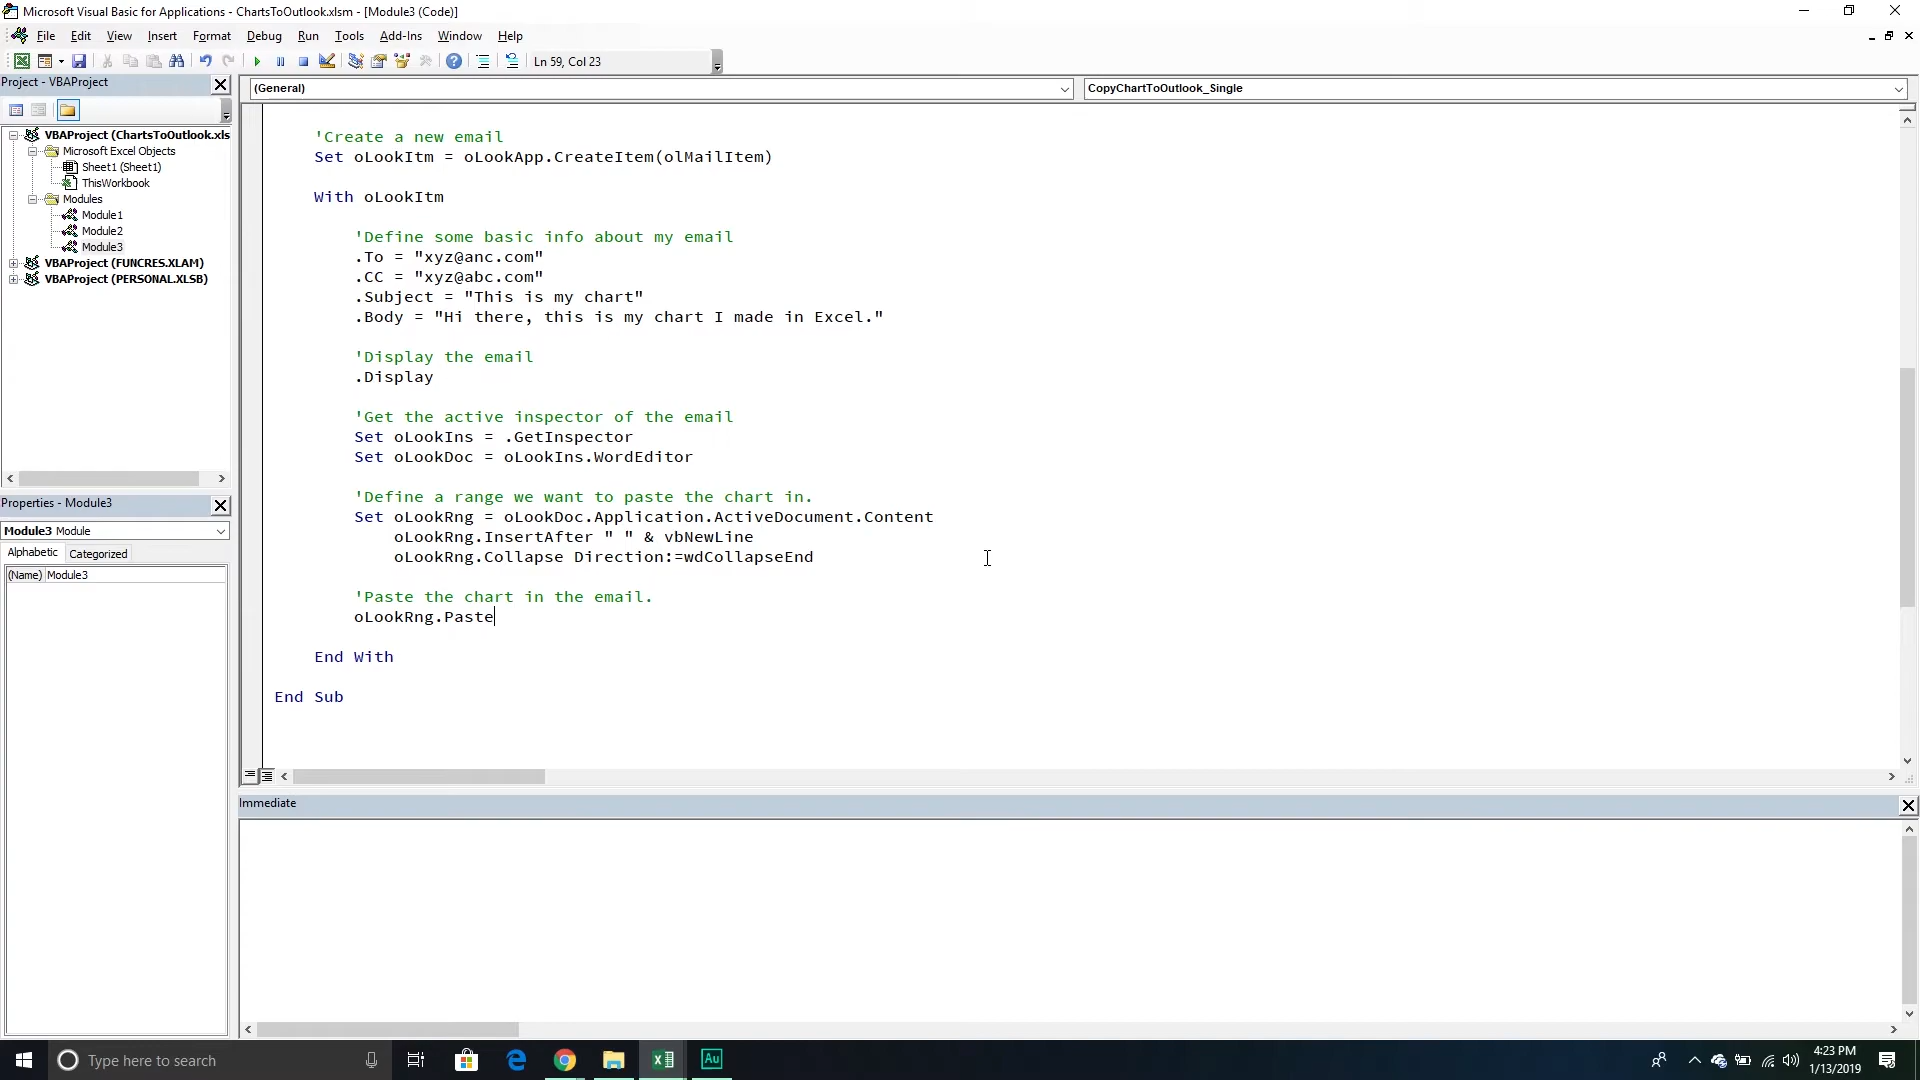 Microsoft Visual Basic for Applications - ChartsToOutlook.xlsm - [Module3 (Code)]
File Edit View Insert Format Debug Run Tools Add-Ins Window Help
Ln 59, Col 23
Project - VBAProject
VBAProject (ChartsToOutlook.xls
Microsoft Excel Objects
Sheet1 (Sheet1)
ThisWorkbook
Modules
Module1
Module2
Module3
VBAProject (FUNCRES.XLAM)
VBAProject (PERSONAL.XLSB)
Properties - Module3
Module3 Module
Alphabetic Categorized
(Name) Module3
(General) CopyChartToOutlook_Single
'Create a new email
Set oLookItm = oLookApp.CreateItem(olMailItem)
With oLookItm
'Define some basic info about my email
.To = "xyz@anc.com"
.CC = "xyz@abc.com"
.Subject = "This is my chart"
.Body = "Hi there, this is my chart I made in Excel."
'Display the email
.Display
'Get the active inspector of the email
Set oLookIns = .GetInspector
Set oLookDoc = oLookIns.WordEditor
'Define a range we want to paste the chart in.
Set oLookRng = oLookDoc.Application.ActiveDocument.Content
oLookRng.InsertAfter " " & vbNewLine
oLookRng.Collapse Direction:=wdCollapseEnd
'Paste the chart in the email.
oLookRng.Paste
End With
End Sub
Immediate
Type here to search
Au
4:23 PM
1/13/2019